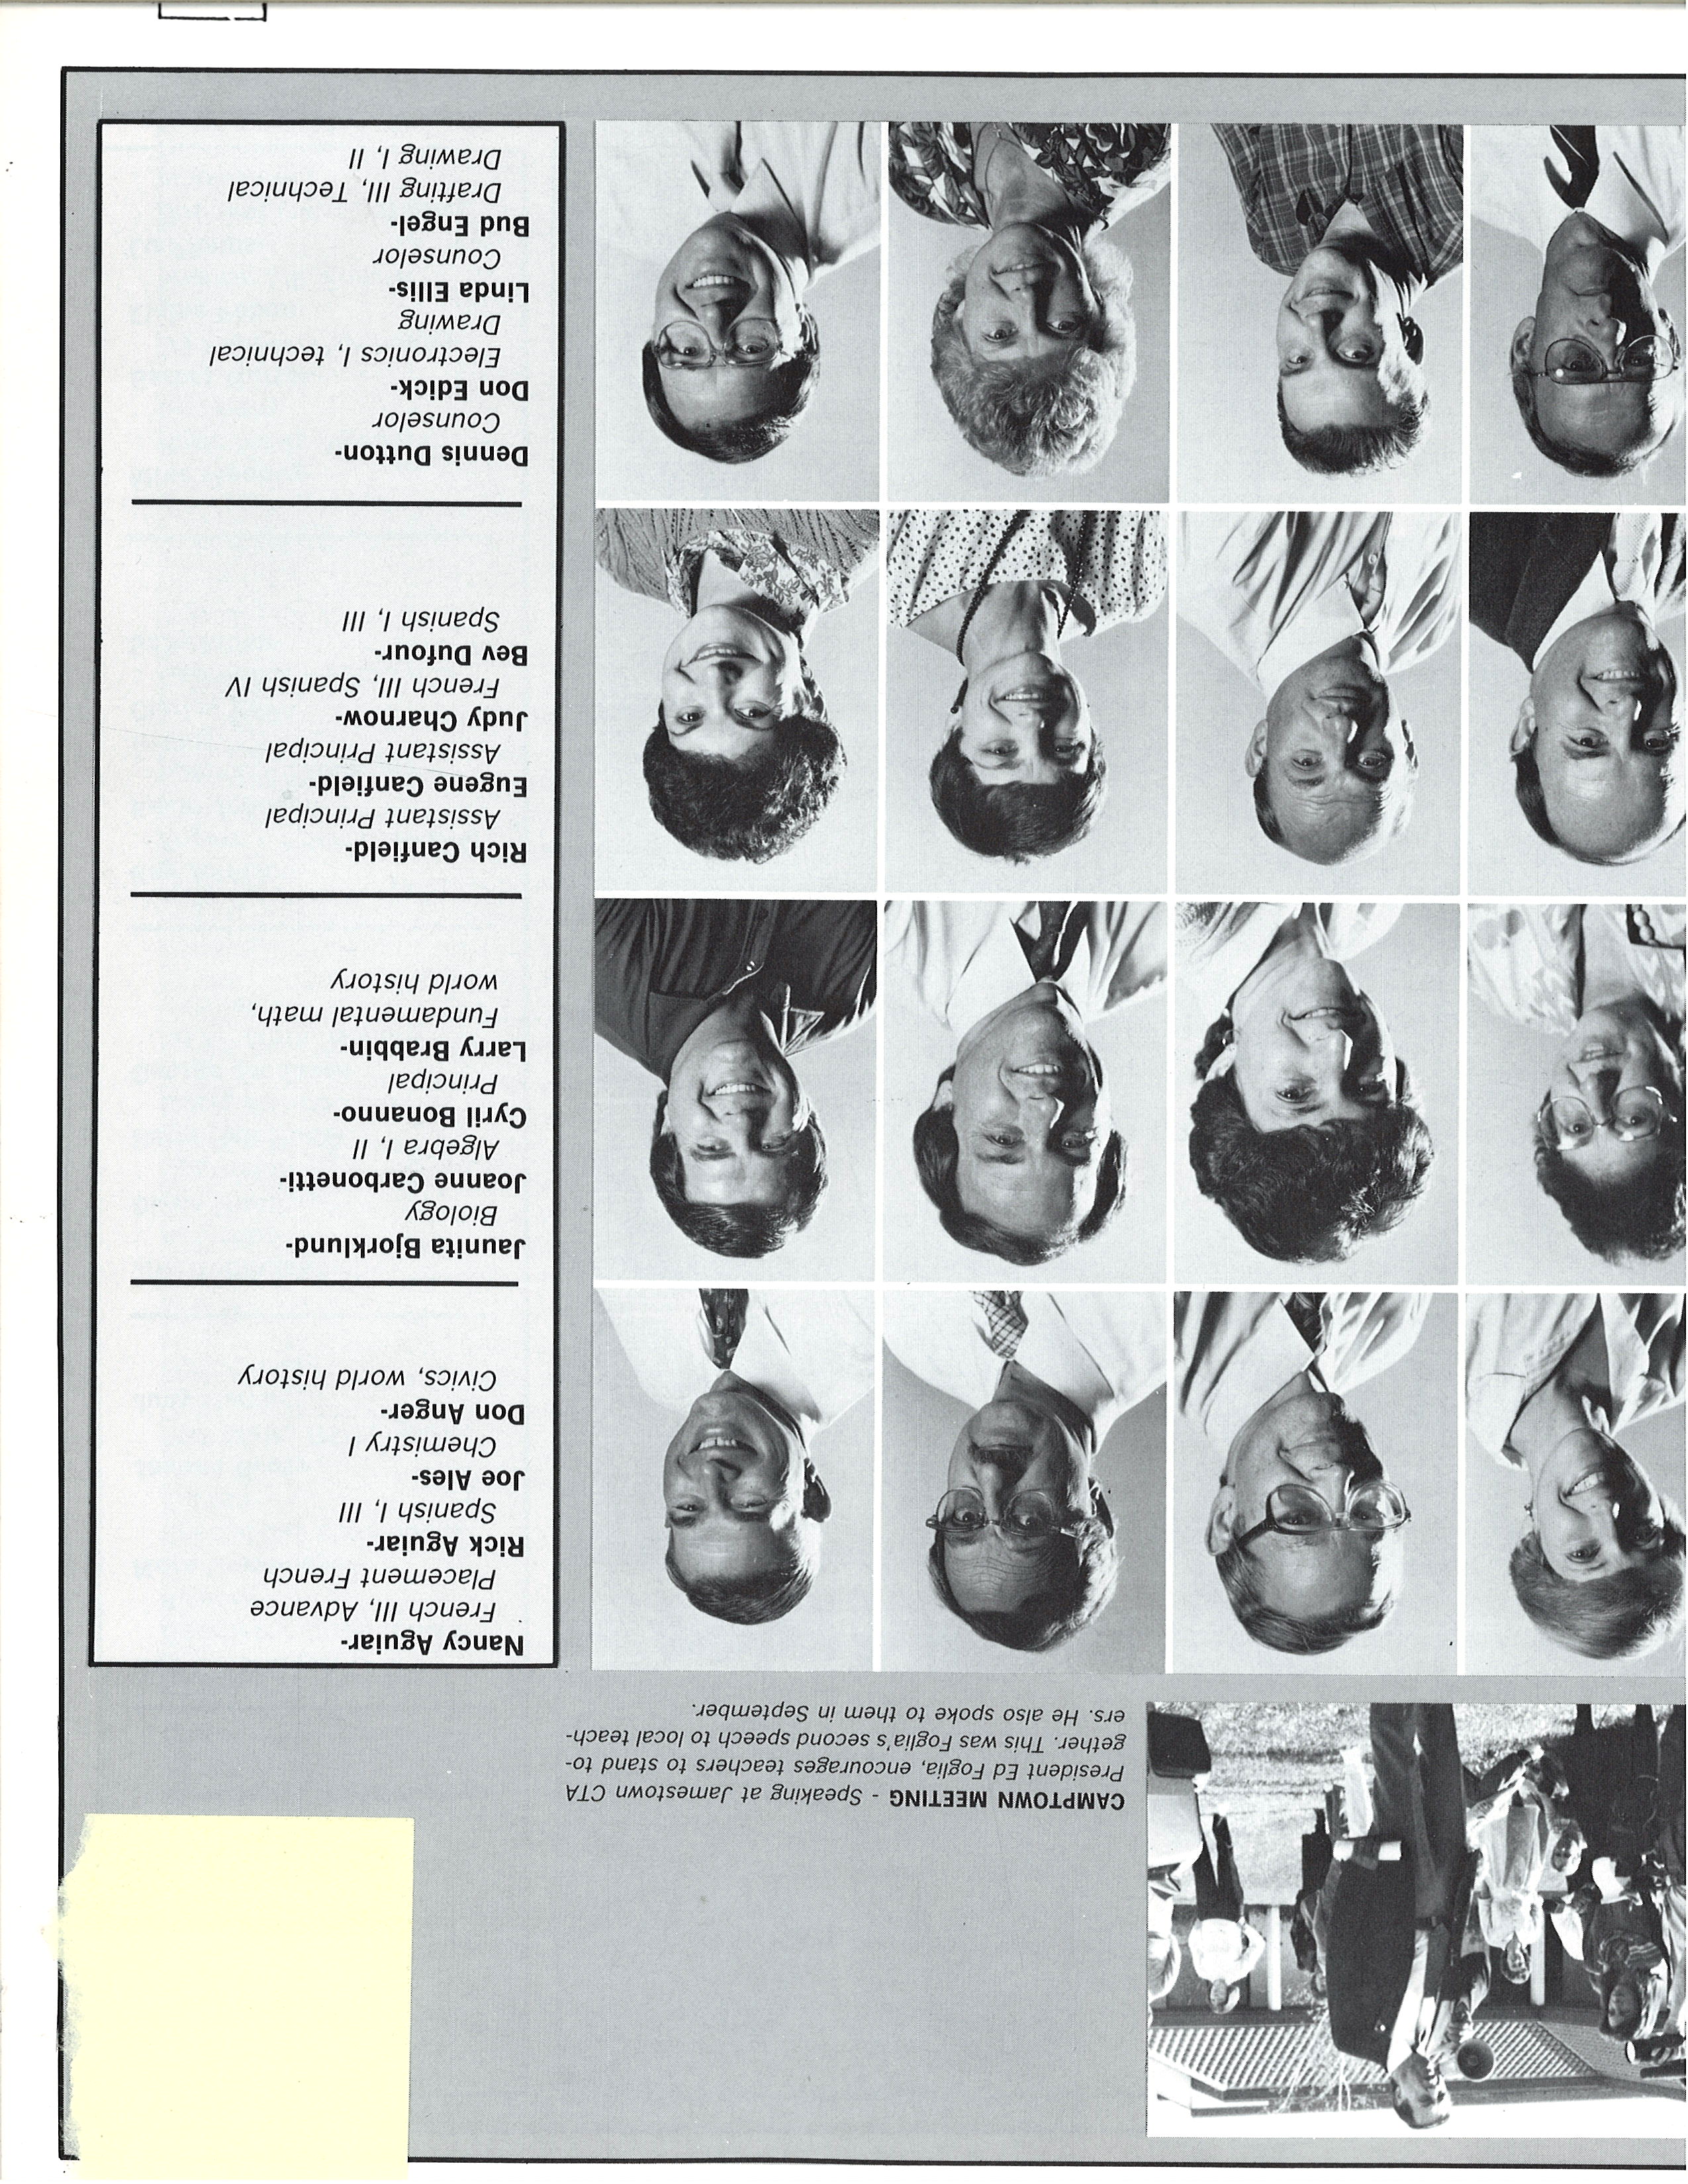 CAMPTOWN MEETING - Speaking at Jamestown CTA
President Ed Foglia, encourages teachers to stand to-
gether. This was Foglia's second speech to local teach-
ers. He also spoke to them in September.
Nancy Aguiar-
French III, Advance
Placement French
Rick Aguiar-
Spanish I, III
Joe Ales-
Chemistry I
Don Anger-
Civics, world history
Jaunita Bjorklund-
Biology
Joanne Carbonetti-
Algebra I, II
Cyril Bonanno-
Principal
Larry Brabbin-
Fundamental math,
world history
Rich Canfield-
Assistant Principal
Eugene Canfield-
Assistant Principal
Judy Charnow-
French III, Spanish IV
Bev Dufour-
Spanish I, III
Dennis Dutton-
Counselor
Don Edick-
Electronics I, technical
Drawing
Linda Ellis-
Counselor
Bud Engel-
Drafting III, Technical
Drawing I, II